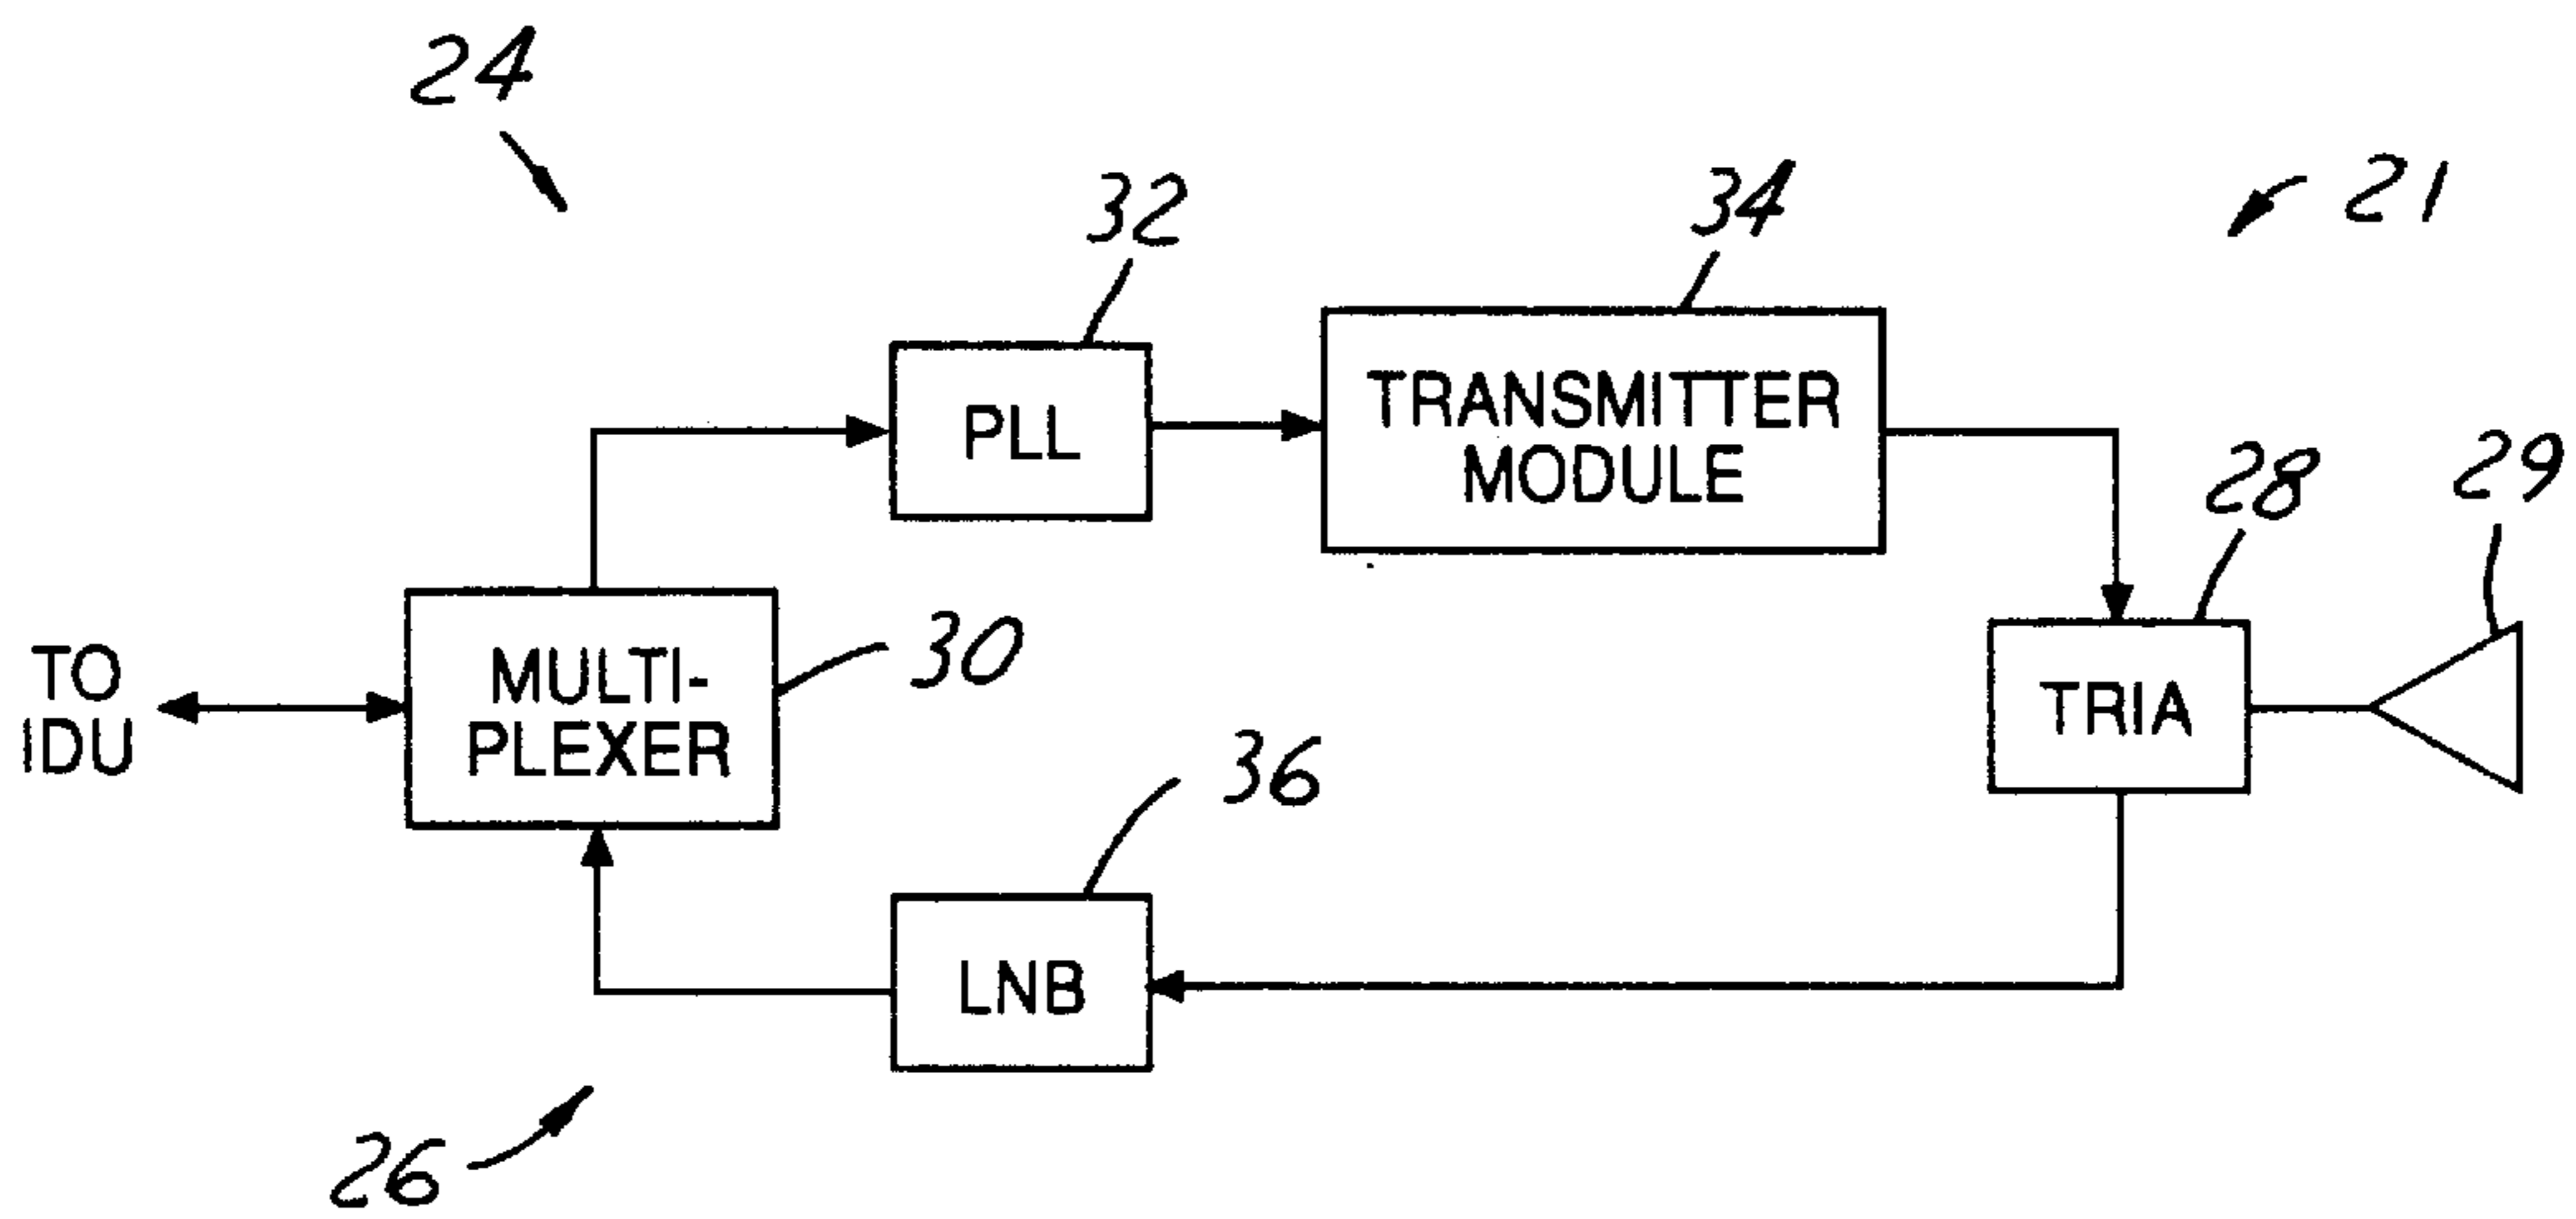 24
21
32
34
PLL
TRANSMITTER
MODULE
28
29
TO
IDU
MULTI-
PLEXER
30
TRIA
36
LNB
26